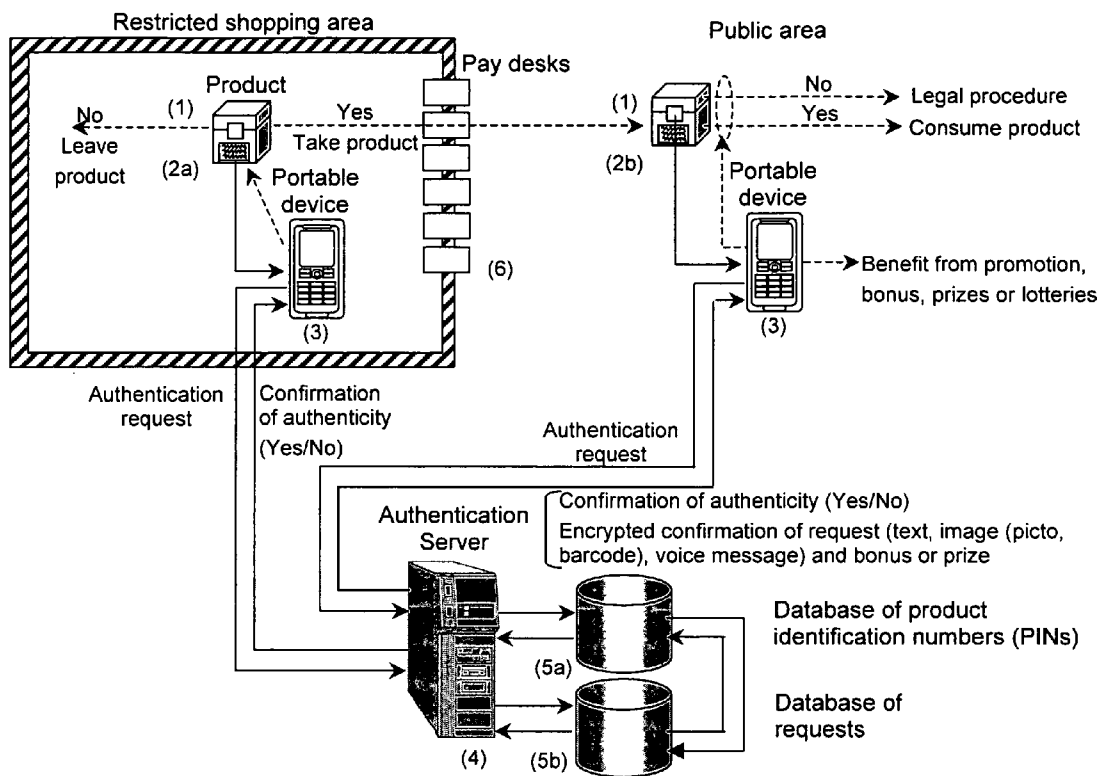 Restricted shopping area
Public area
Pay desks
Product
(1)
No
Yes
Leave
product
Take product
(2a)
Portable
device
(3)
(6)
(1)
No
Legal procedure
Yes
Consume product
(2b)
Portable
device
Benefit from promotion,
bonus, prizes or lotteries
(3)
Authentication
request
Confirmation
of authenticity
(Yes/No)
Authentication
request
Confirmation of authenticity (Yes/No)
Encrypted confirmation of request (text, image (picto,
barcode), voice message) and bonus or prize
Authentication
Server
Database of product
identification numbers (PINs)
(5a)
Database of
requests
(4)
(5b)